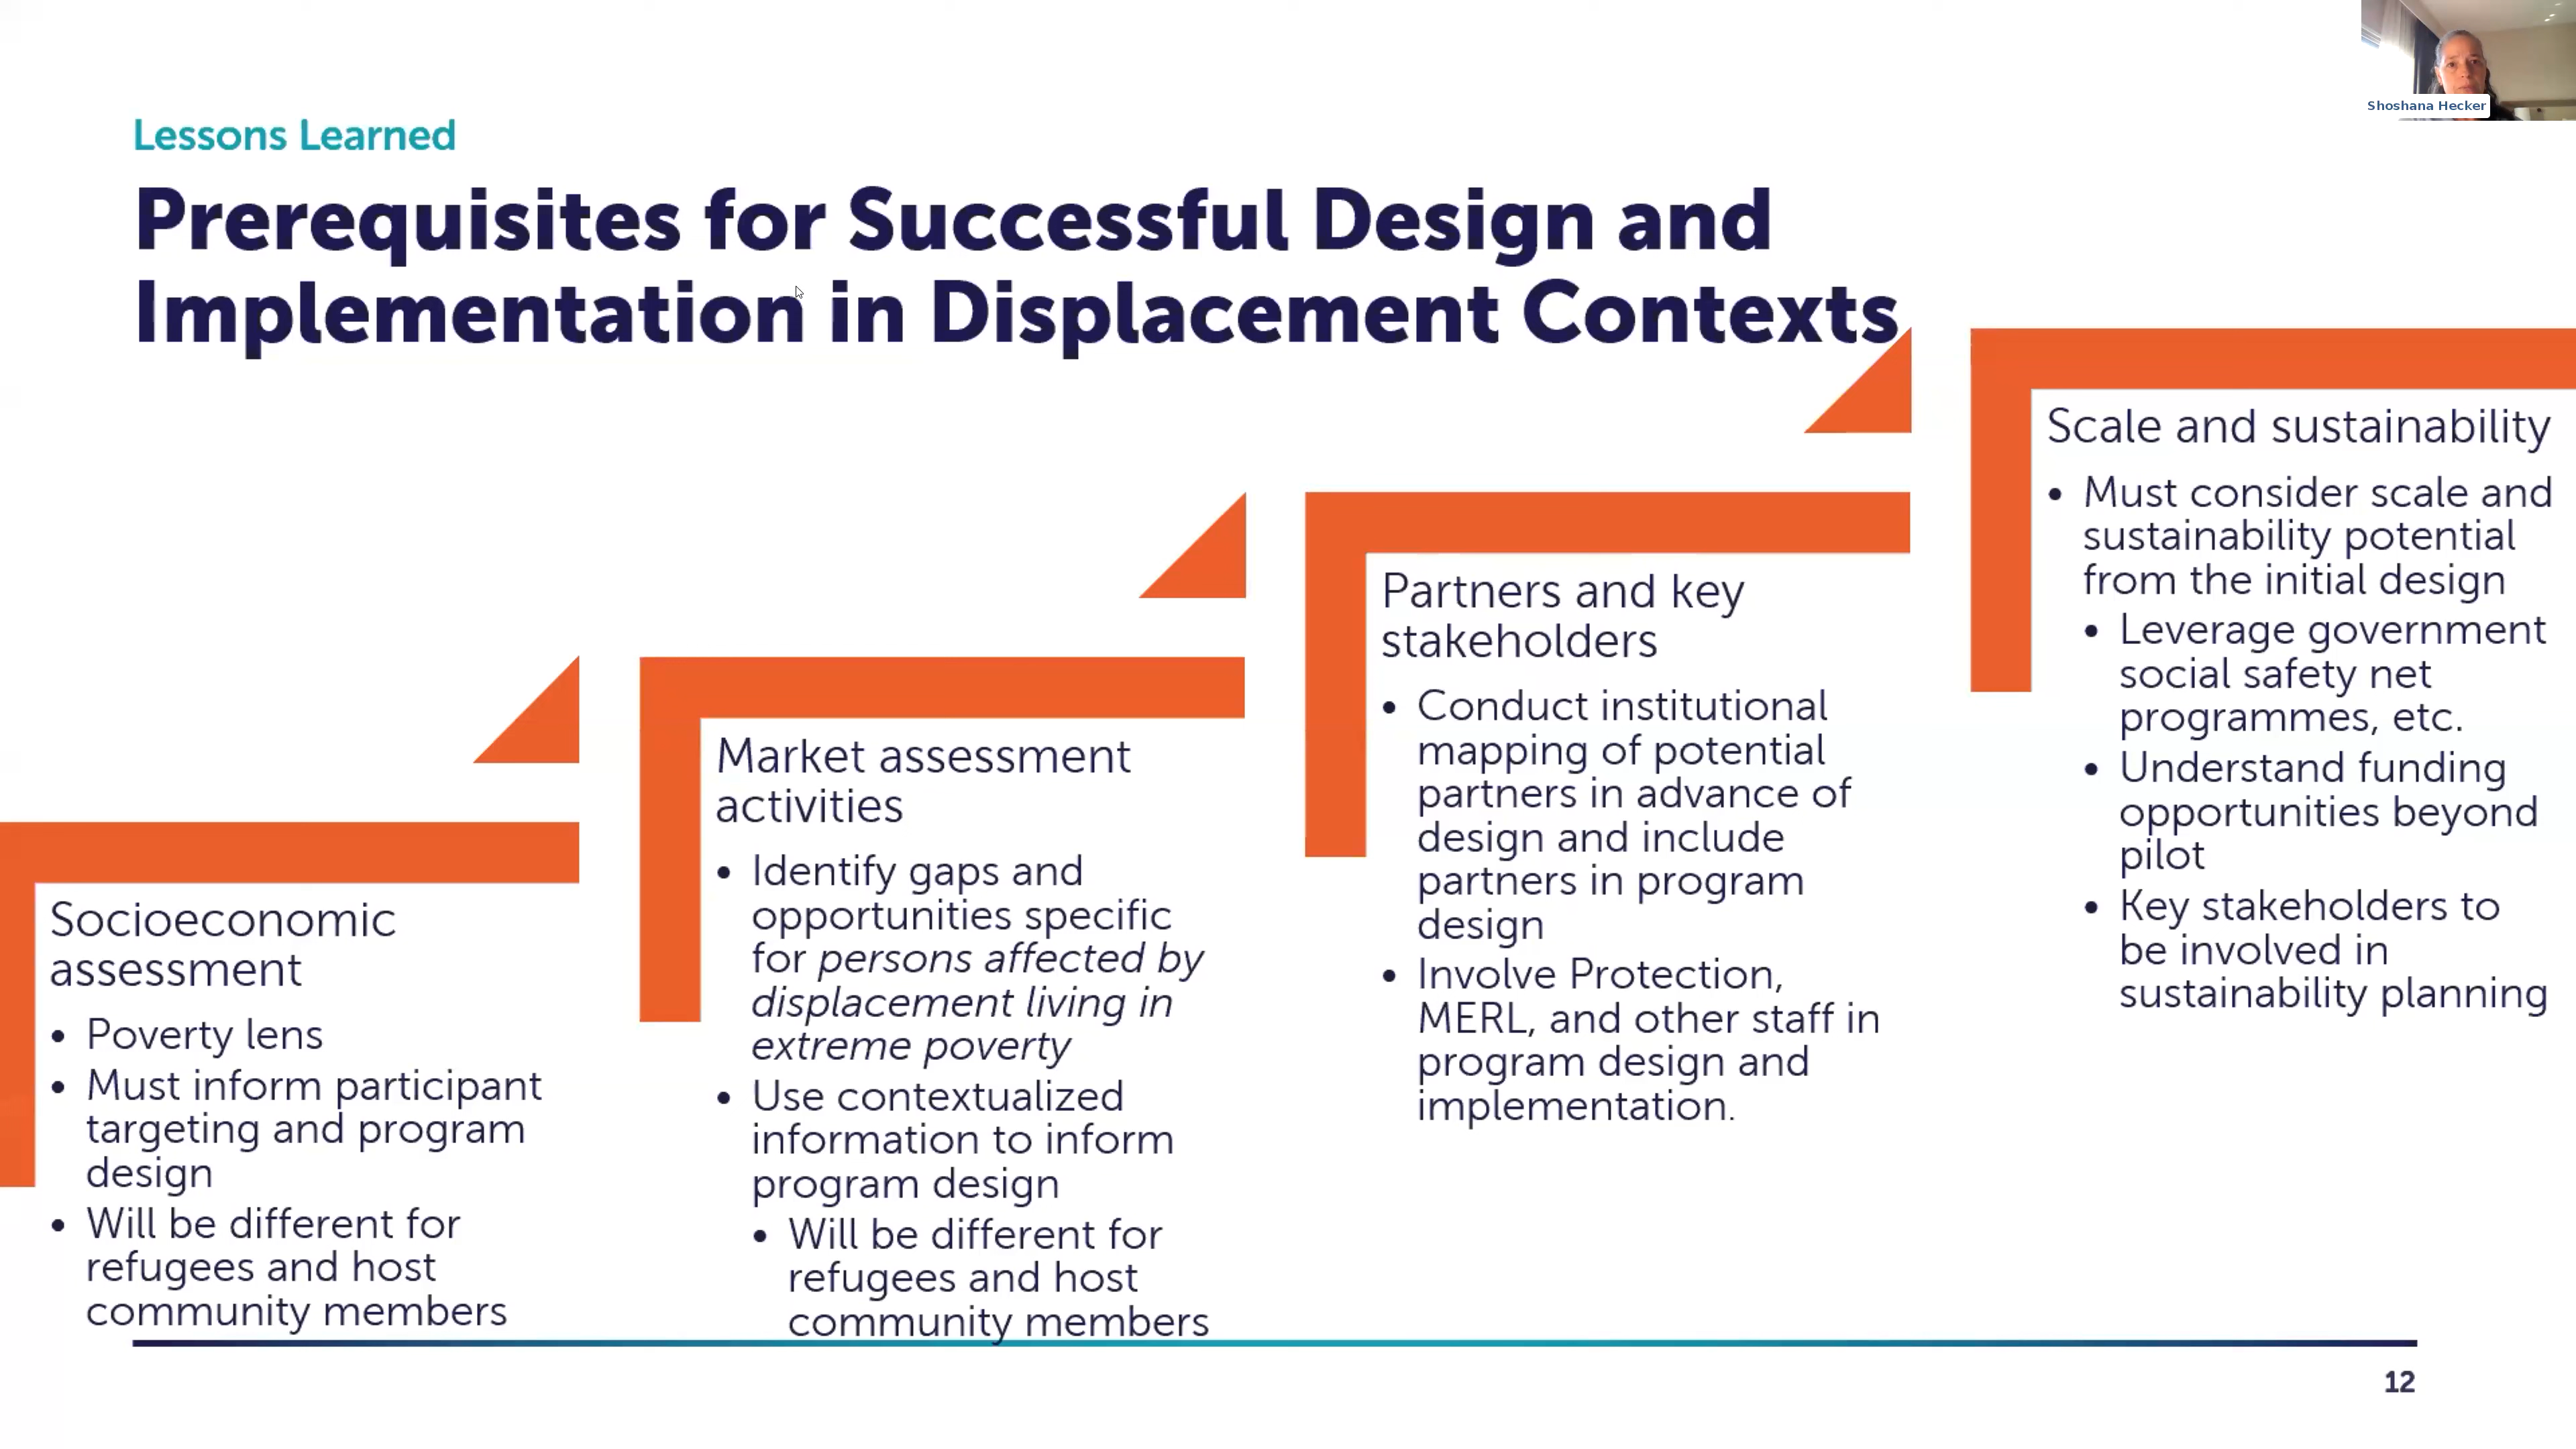 Shoshana Hecker
Lessons Learned
Prerequisites for Successful Design and
Implementation in Displacement Contexts
Socioeconomic
assessment
• Poverty lens
• Must inform participant
targeting and program
design
• Will be different for
refugees and host
community members
Market assessment
activities
• Identify gaps and
opportunities specific
for persons affected by
displacement living in
extreme poverty
• Use contextualized
information to inform
program design
• Will be different for
refugees and host
community members
Partners and key
stakeholders
• Conduct institutional
mapping of potential
partners in advance of
design and include
partners in program
design
• Involve Protection,
MERL, and other staff in
program design and
implementation.
Scale and sustainability
• Must consider scale and
sustainability potential
from the initial design
• Leverage government
social safety net
programmes, etc.
• Understand funding
opportunities beyond
pilot
• Key stakeholders to
be involved in
sustainability planning
12